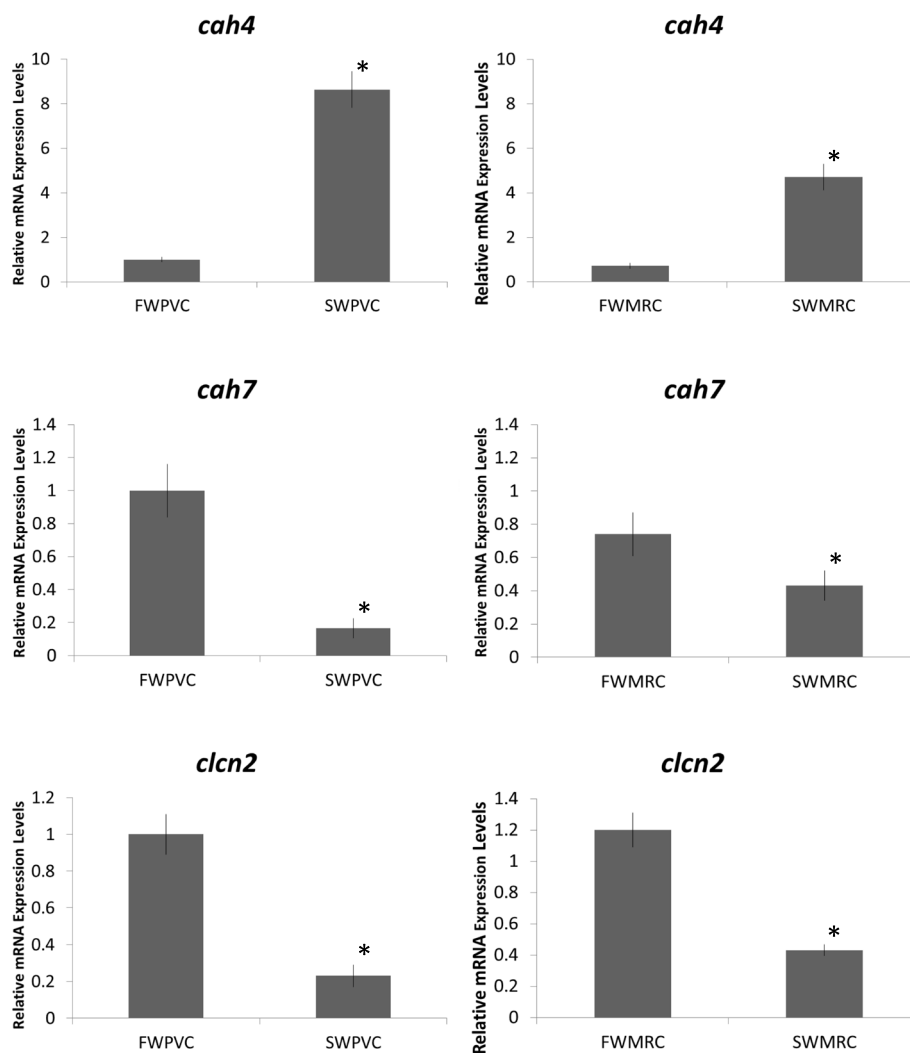 cah4
Relative mRNA Expression Levels
10
8
6
4
2
0
*
FWPVC
SWPVC
cah4
Relative mRNA Expression Levels
10
8
6
4
2
0
*
FWMRC
SWMRC
cah7
Relative mRNA Expression Levels
1.4
1.2
1
0.8
0.6
0.4
0.2
0
*
FWPVC
SWPVC
cah7
Relative mRNA Expression Levels
1.4
1.2
1
0.8
0.6
0.4
0.2
0
*
FWMRC
SWMRC
clcn2
Relative mRNA Expression Levels
1.2
1
0.8
0.6
0.4
0.2
0
*
FWPVC
SWPVC
clcn2
Relative mRNA Expression Levels
1.4
1.2
1
0.8
0.6
0.4
0.2
0
*
FWMRC
SWMRC